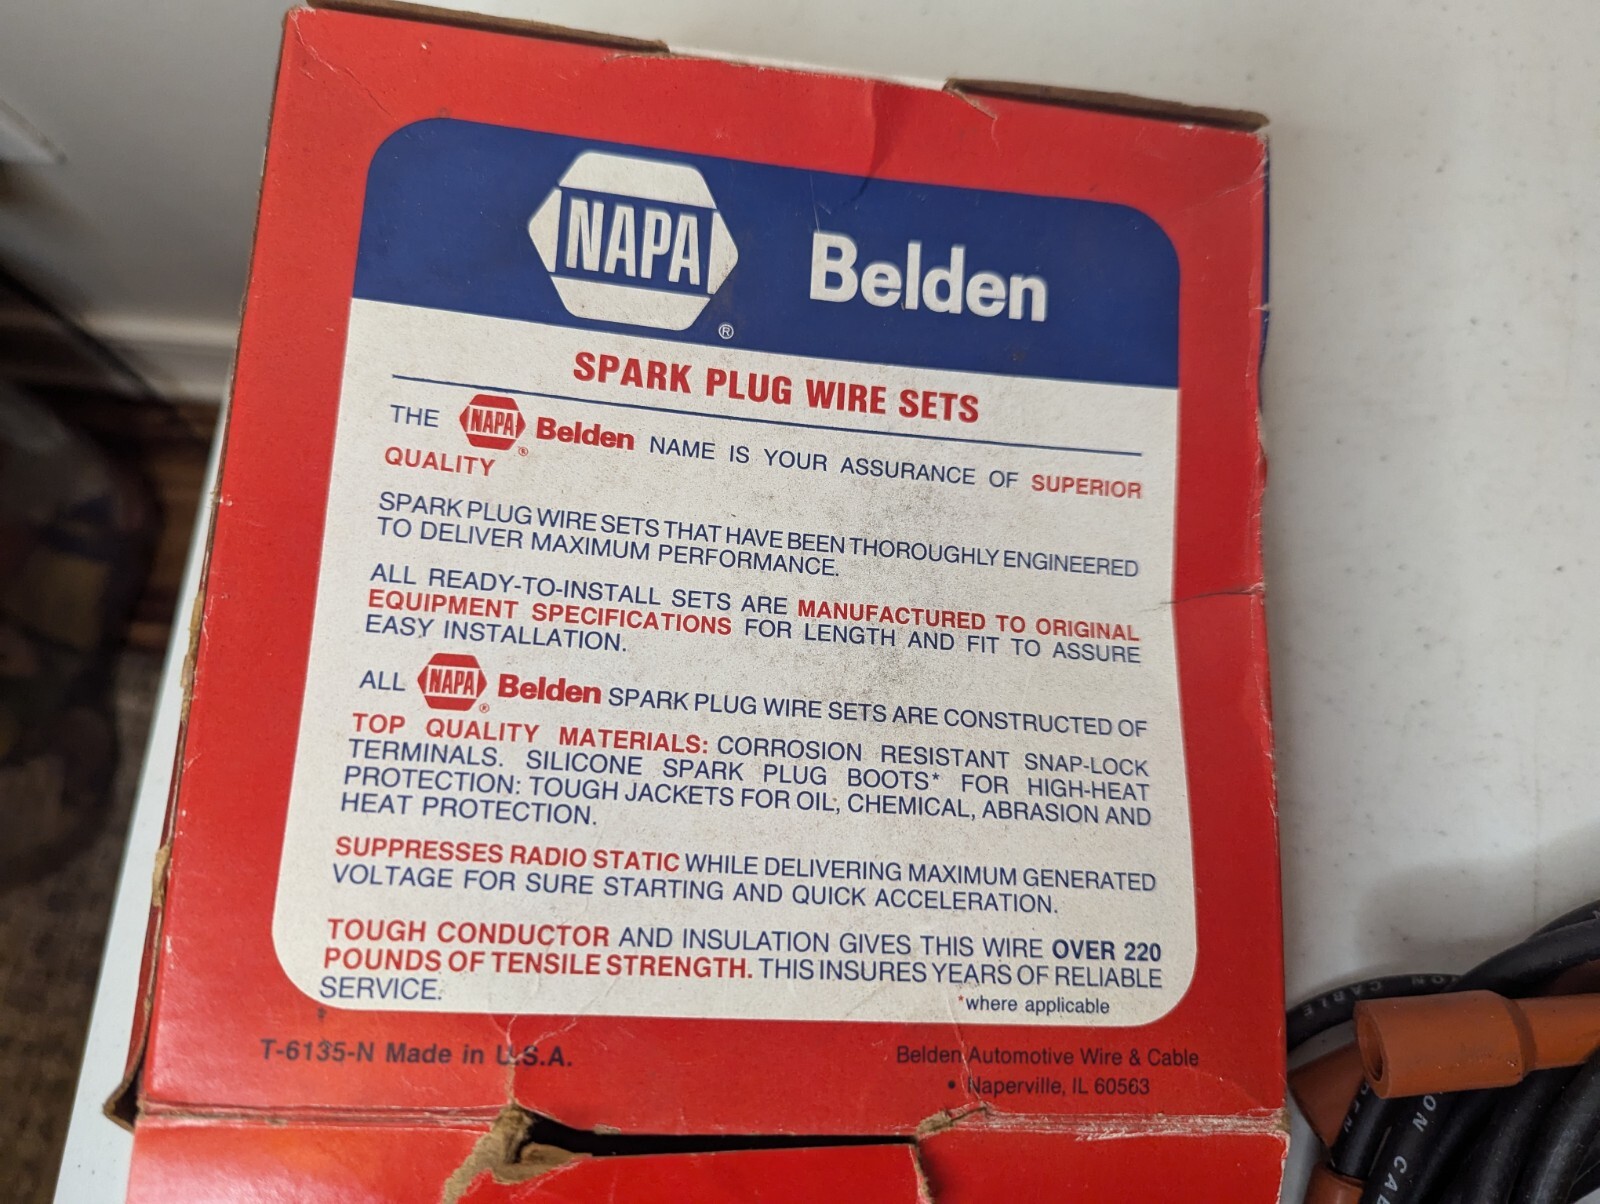 NAPA ® Belden
SPARK PLUG WIRE SETS
THE NAPA ® Belden NAME IS YOUR ASSURANCE OF SUPERIOR
QUALITY
SPARK PLUG WIRE SETS THAT HAVE BEEN THOROUGHLY ENGINEERED
TO DELIVER MAXIMUM PERFORMANCE.
ALL READY-TO-INSTALL SETS ARE MANUFACTURED TO ORIGINAL
EQUIPMENT SPECIFICATIONS FOR LENGTH AND FIT TO ASSURE
EASY INSTALLATION.
ALL NAPA ® Belden SPARK PLUG WIRE SETS ARE CONSTRUCTED OF
TOP QUALITY MATERIALS: CORROSION RESISTANT SNAP-LOCK
TERMINALS. SILICONE SPARK PLUG BOOTS* FOR HIGH-HEAT
PROTECTION: TOUGH JACKETS FOR OIL, CHEMICAL, ABRASION AND
HEAT PROTECTION.
SUPPRESSES RADIO STATIC WHILE DELIVERING MAXIMUM GENERATED
VOLTAGE FOR SURE STARTING AND QUICK ACCELERATION.
TOUGH CONDUCTOR AND INSULATION GIVES THIS WIRE OVER 220
POUNDS OF TENSILE STRENGTH. THIS INSURES YEARS OF RELIABLE
SERVICE.
*where applicable
T-6135-N Made in U.S.A.
Belden Automotive Wire & Cable
• Naperville, IL 60563
ION CABLE